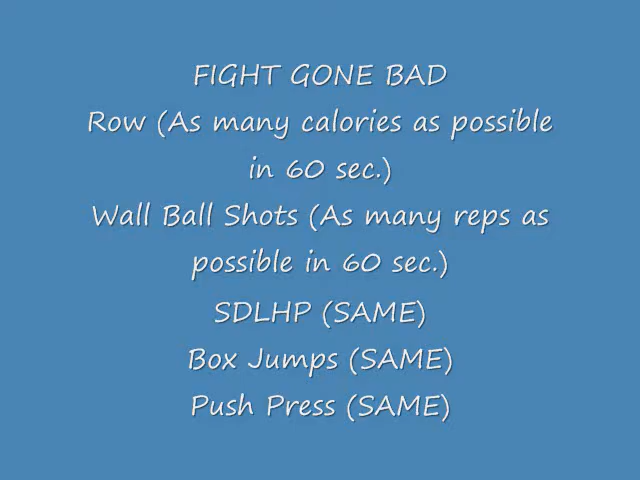 FIGHT GONE BAD
Row (As many calories as possible
in 60 sec.)
Wall Ball Shots (As many reps as
possible in 60 sec.)
SDLHP (SAME)
Box Jumps (SAME)
Push Press (SAME)